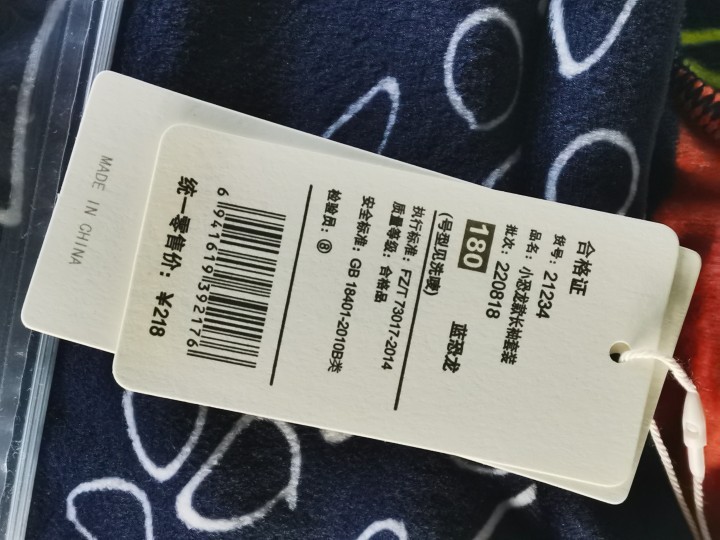 合格证
货号：21234
品名：小恐龙款长袖套装
批次：220818
180 蓝恐龙
(号型见洗唛)
执行标准：FZ/T 73017-2014
质量等级：合格品
安全标准：GB 18401-2010B类
检验员：⑧
6 941619 392176
统一零售价：¥218
MADE IN CHINA